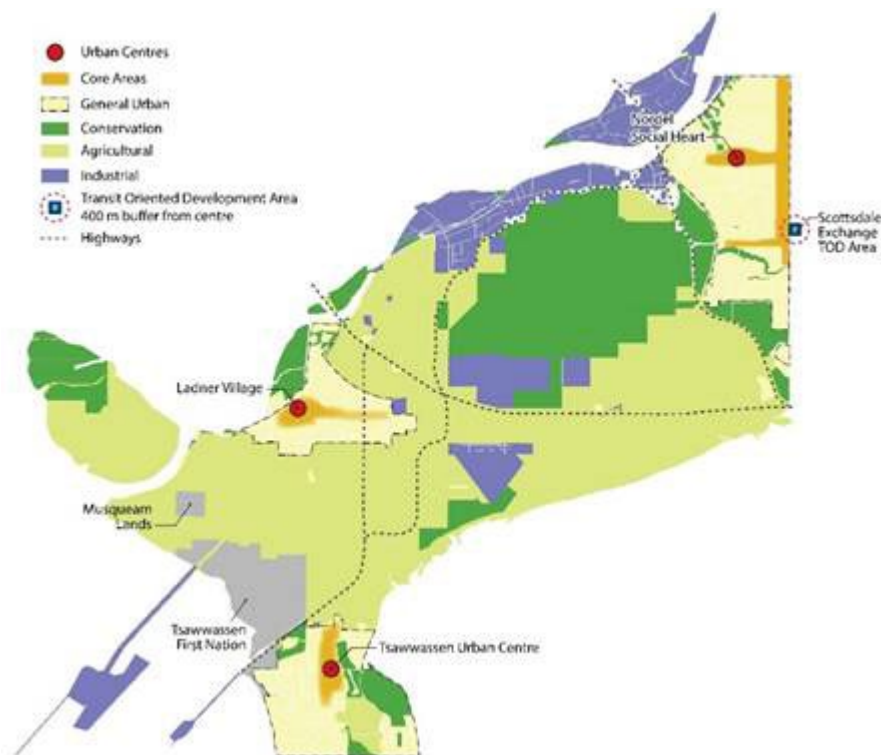 Urban Centres
Core Areas
General Urban
Conservation
Agricultural
Industrial
Transit Oriented Development Area
400 m buffer from centre
Highways
Nordel
Social Heart
Scottsdale
Exchange
TOD Area
Ladner Village
Musqueam
Lands
Tsawwassen
First Nation
Tsawwassen Urban Centre